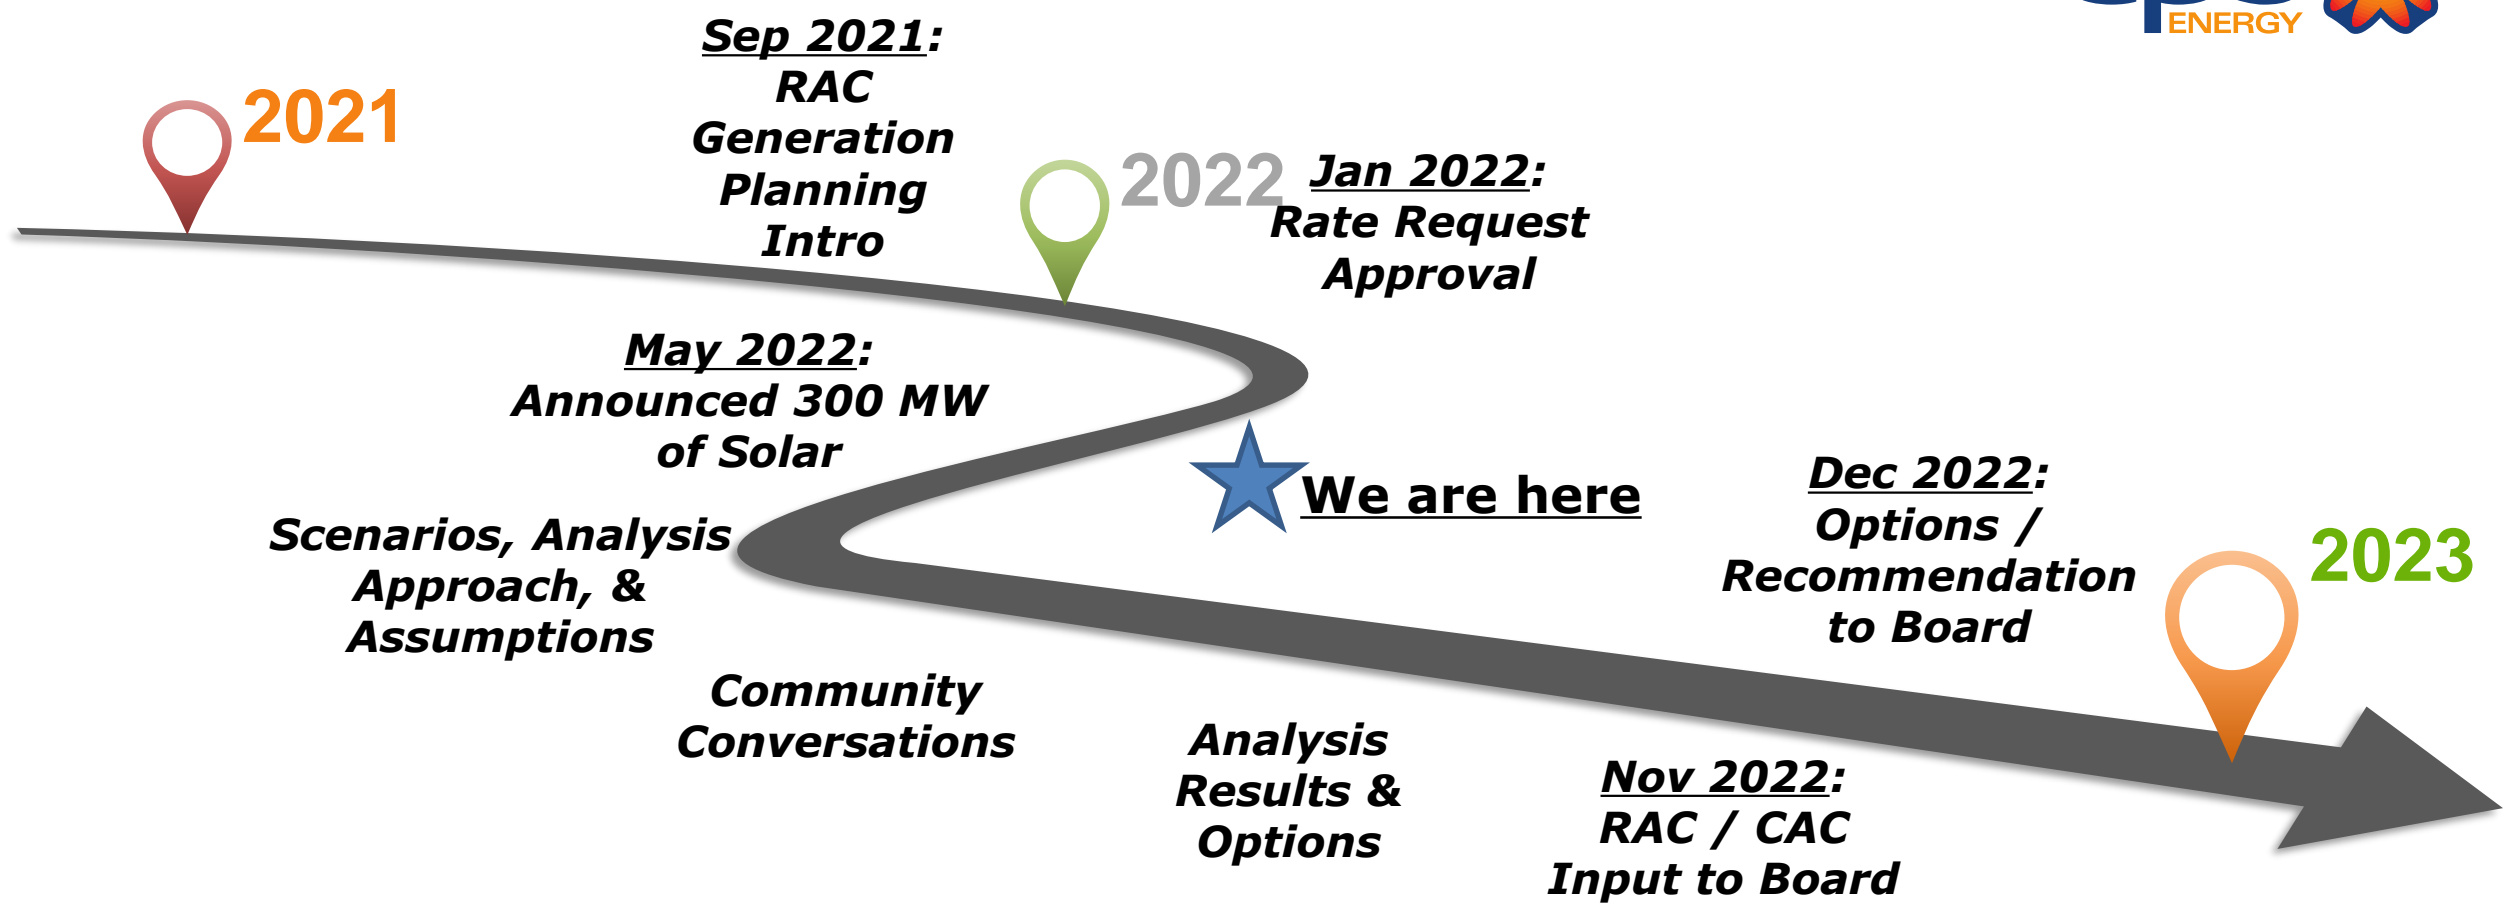 ENERGY
2021
Sep 2021:
RAC
Generation
Planning
Intro
2022
Jan 2022:
Rate Request
Approval
May 2022:
Announced 300 MW
of Solar
We are here
Scenarios, Analysis
Approach, &
Assumptions
Community
Conversations
Analysis
Results &
Options
Nov 2022:
RAC / CAC
Input to Board
Dec 2022:
Options /
Recommendation
to Board
2023